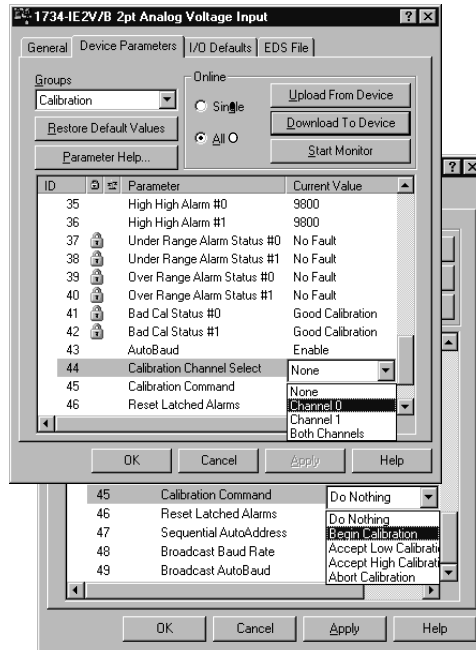 1734-IE2V/B 2pt Analog Voltage Input
General Device Parameters I/O Defaults EDS File
Groups
Calibration
Restore Default Values
Parameter Help...
Online
Single
All O
Upload From Device
Download To Device
Start Monitor
ID Parameter Current Value
35 High High Alarm #0 9800
36 High High Alarm #1 9800
37 Under Range Alarm Status #0 No Fault
38 Under Range Alarm Status #1 No Fault
39 Over Range Alarm Status #0 No Fault
40 Over Range Alarm Status #1 No Fault
41 Bad Cal Status #0 Good Calibration
42 Bad Cal Status #1 Good Calibration
43 AutoBaud Enable
44 Calibration Channel Select None
45 Calibration Command
46 Reset Latched Alarms
None
Channel 0
Channel 1
Both Channels
OK Cancel Apply Help
45 Calibration Command Do Nothing
46 Reset Latched Alarms
47 Sequential AutoAddress
48 Broadcast Baud Rate
49 Broadcast AutoBaud
Do Nothing
Begin Calibration
Accept Low Calibrati
Accept High Calibrati
Abort Calibration
OK Cancel Apply Help